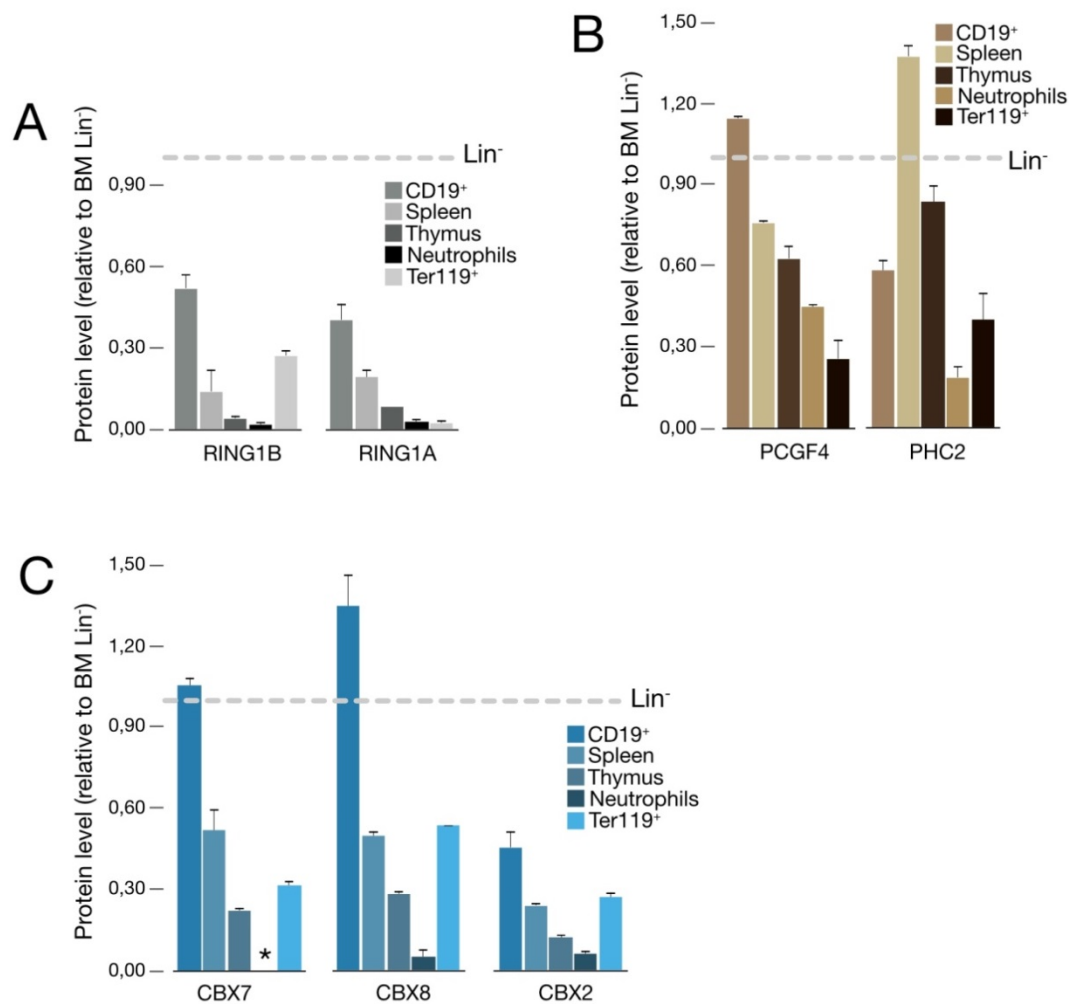 A
Protein level (relative to BM Lin⁻)
0,90
0,60
0,30
0,00
Lin⁻
CD19⁺
Spleen
Thymus
Neutrophils
Ter119⁺
RING1B
RING1A
B
Protein level (relative to BM Lin⁻)
1,50
1,20
0,90
0,60
0,30
0,00
CD19⁺
Spleen
Thymus
Neutrophils
Ter119⁺
Lin⁻
PCGF4
PHC2
C
Protein level (relative to BM Lin⁻)
1,50
1,20
0,90
0,60
0,30
0,00
Lin⁻
CD19⁺
Spleen
Thymus
Neutrophils
Ter119⁺
*
CBX7
CBX8
CBX2